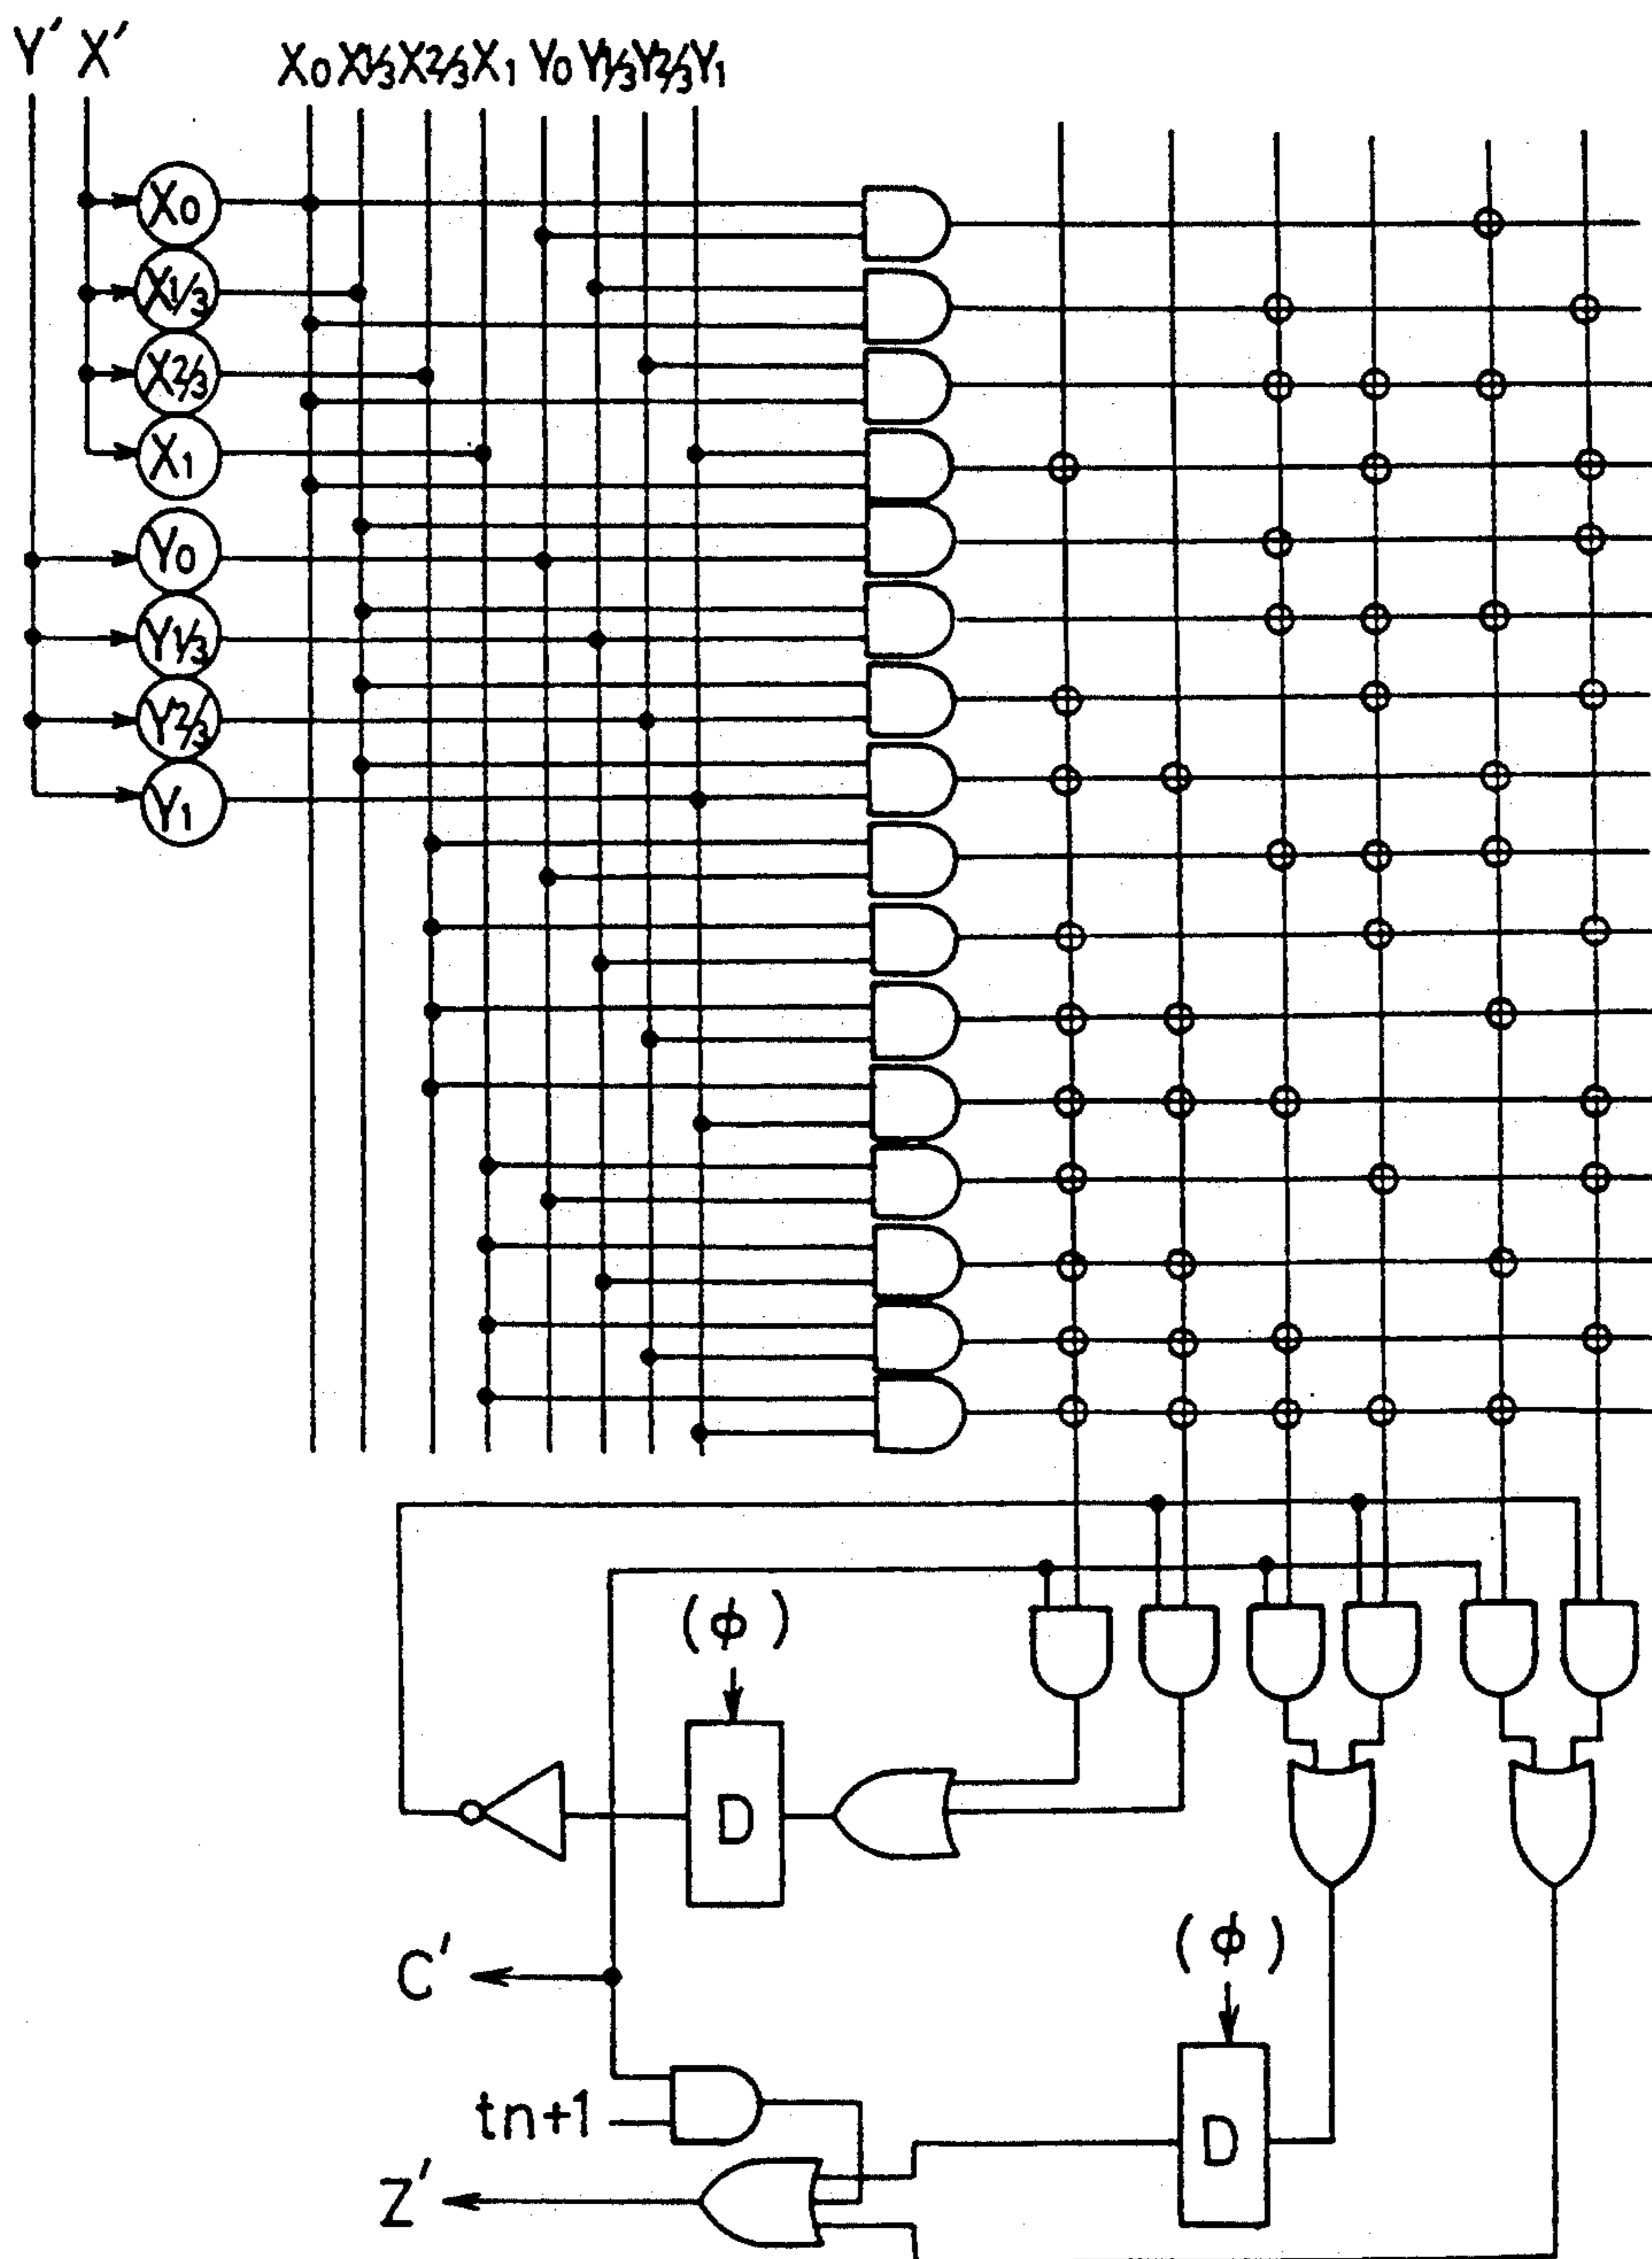 Y′ X′ X0 X1/3 X2/3 X1 Y0 Y1/3 Y2/3 Y1
X0
X1/3
X2/3
X1
Y0
Y1/3
Y2/3
Y1
(ϕ)
D
C′
(ϕ)
tn+1
D
Z′